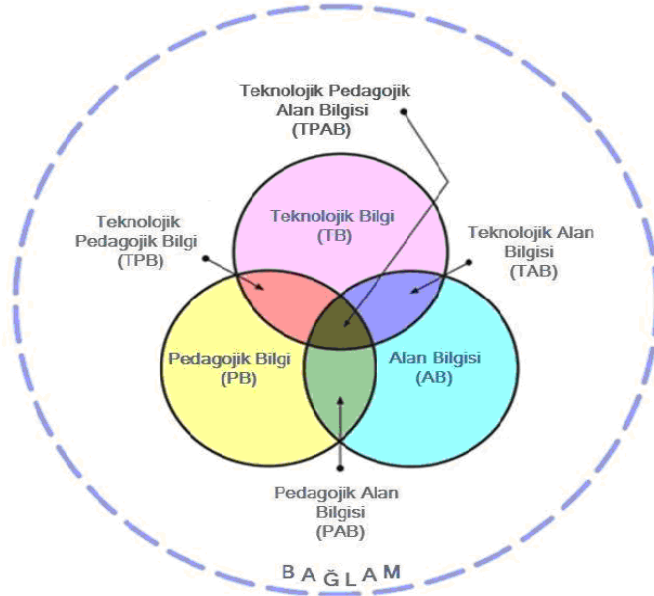 Teknolojik Pedagojik
Alan Bilgisi
(TPAB)
Teknolojik
Pedagojik Bilgi
(TPB)
Teknolojik Bilgi
(TB)
Teknolojik Alan
Bilgisi
(TAB)
Pedagojik Bilgi
(PB)
Alan Bilgisi
(AB)
Pedagojik Alan
Bilgisi
(PAB)
BAĞLAM